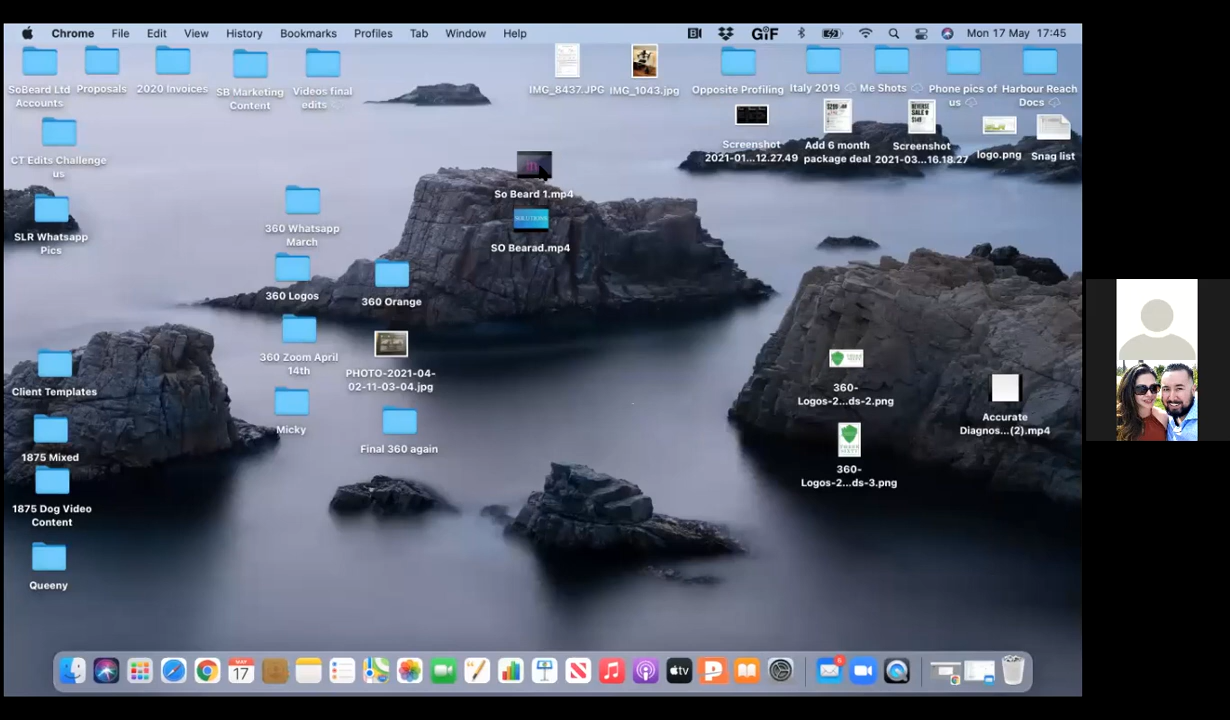 Chrome File Edit View History Bookmarks Profiles Tab Window Help GIF Mon 17 May 17:45
SoBeard Ltd
Accounts
Proposals
2020 Invoices
SB Marketing
Content
Videos final
edits
IMG_8437.JPG
IMG_1043.jpg
Opposite Profiling
Italy 2019
Me Shots
Phone pics of
us
Harbour Reach
Docs
CT Edits Challenge
us
Screenshot
2021-01...12.27.49
Add 6 month
package deal
Screenshot
2021-03...16.18.27
logo.png
Snag list
So Beard 1.mp4
SOLUTIONS
SO Bearad.mp4
SLR Whatsapp
Pics
360 Whatsapp
March
360 Logos
360 Orange
360 Zoom April
14th
PHOTO-2021-04-
02-11-03-04.jpg
Client Templates
Micky
Final 360 again
360-
Logos-2...ds-2.png
Accurate
Diagnos...(2).mp4
1875 Mixed
360-
Logos-2...ds-3.png
1875 Dog Video
Content
Queeny
MAY
17
tv